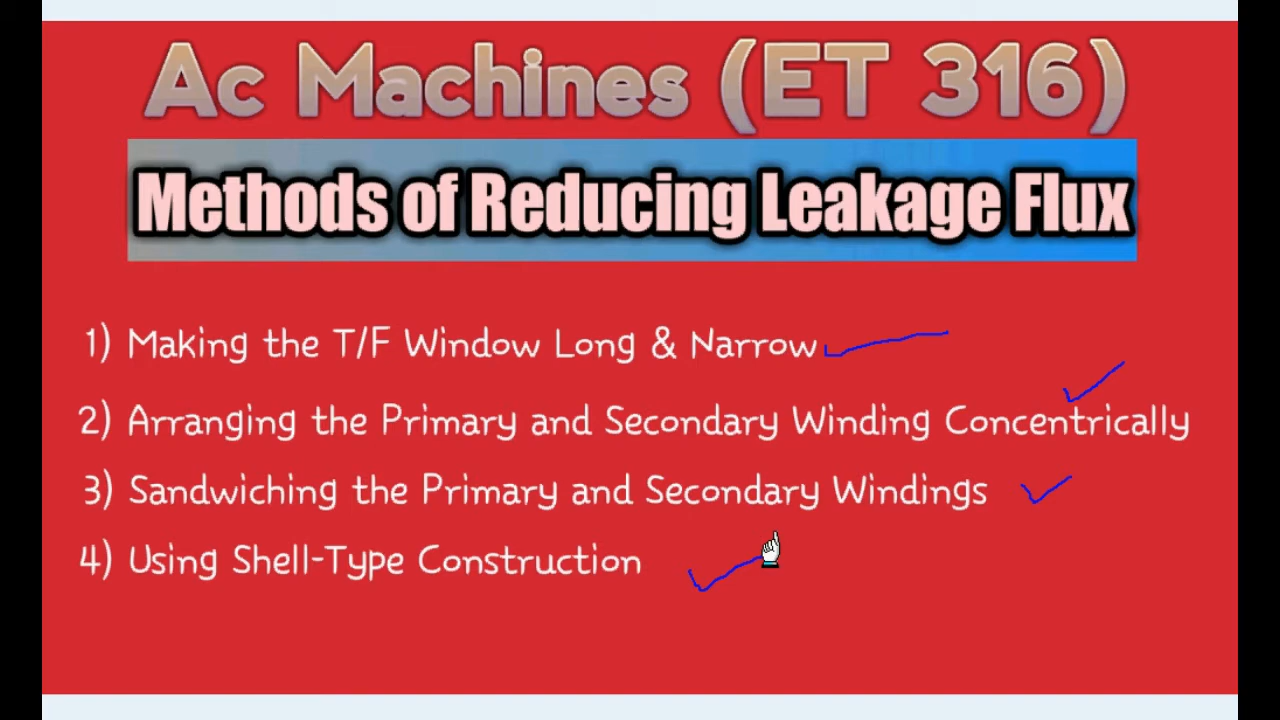 Ac Machines (ET 316)
Methods of Reducing Leakage Flux
1) Making the T/F Window Long & Narrow
2) Arranging the Primary and Secondary Winding Concentrically
3) Sandwiching the Primary and Secondary Windings
4) Using Shell-Type Construction